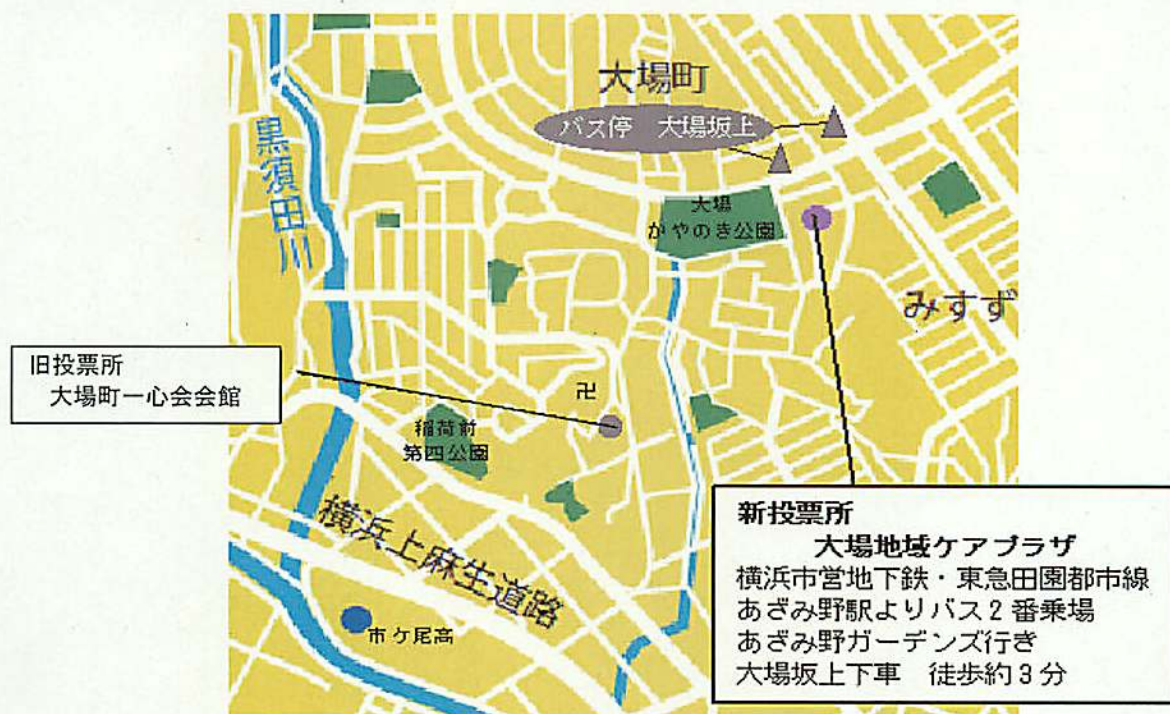 大場町
バス停　大場坂上
黒須田川
大場
かやのき公園
みすず
旧投票所
大場町一心会会館
卍
稲荷前
第四公園
横浜上麻生道路
市ケ尾高
新投票所
大場地域ケアプラザ
横浜市営地下鉄・東急田園都市線
あざみ野駅よりバス2番乗場
あざみ野ガーデンズ行き
大場坂上下車　徒歩約3分